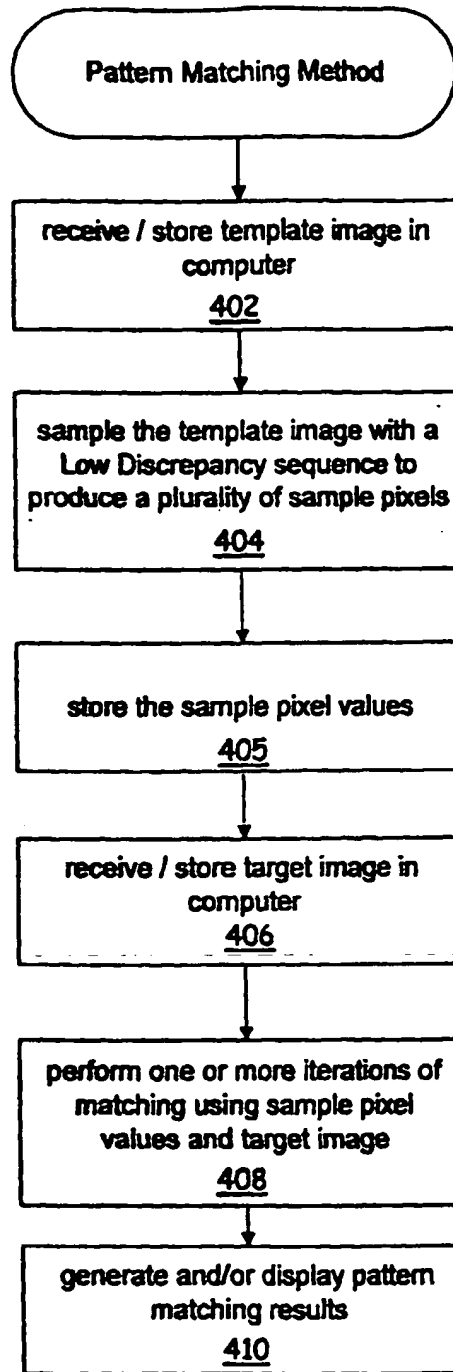 Pattern Matching Method
receive / store template image in
computer
402
sample the template image with a
Low Discrepancy sequence to
produce a plurality of sample pixels
404
store the sample pixel values
405
receive / store target image in
computer
406
perform one or more iterations of
matching using sample pixel
values and target image
408
generate and/or display pattern
matching results
410